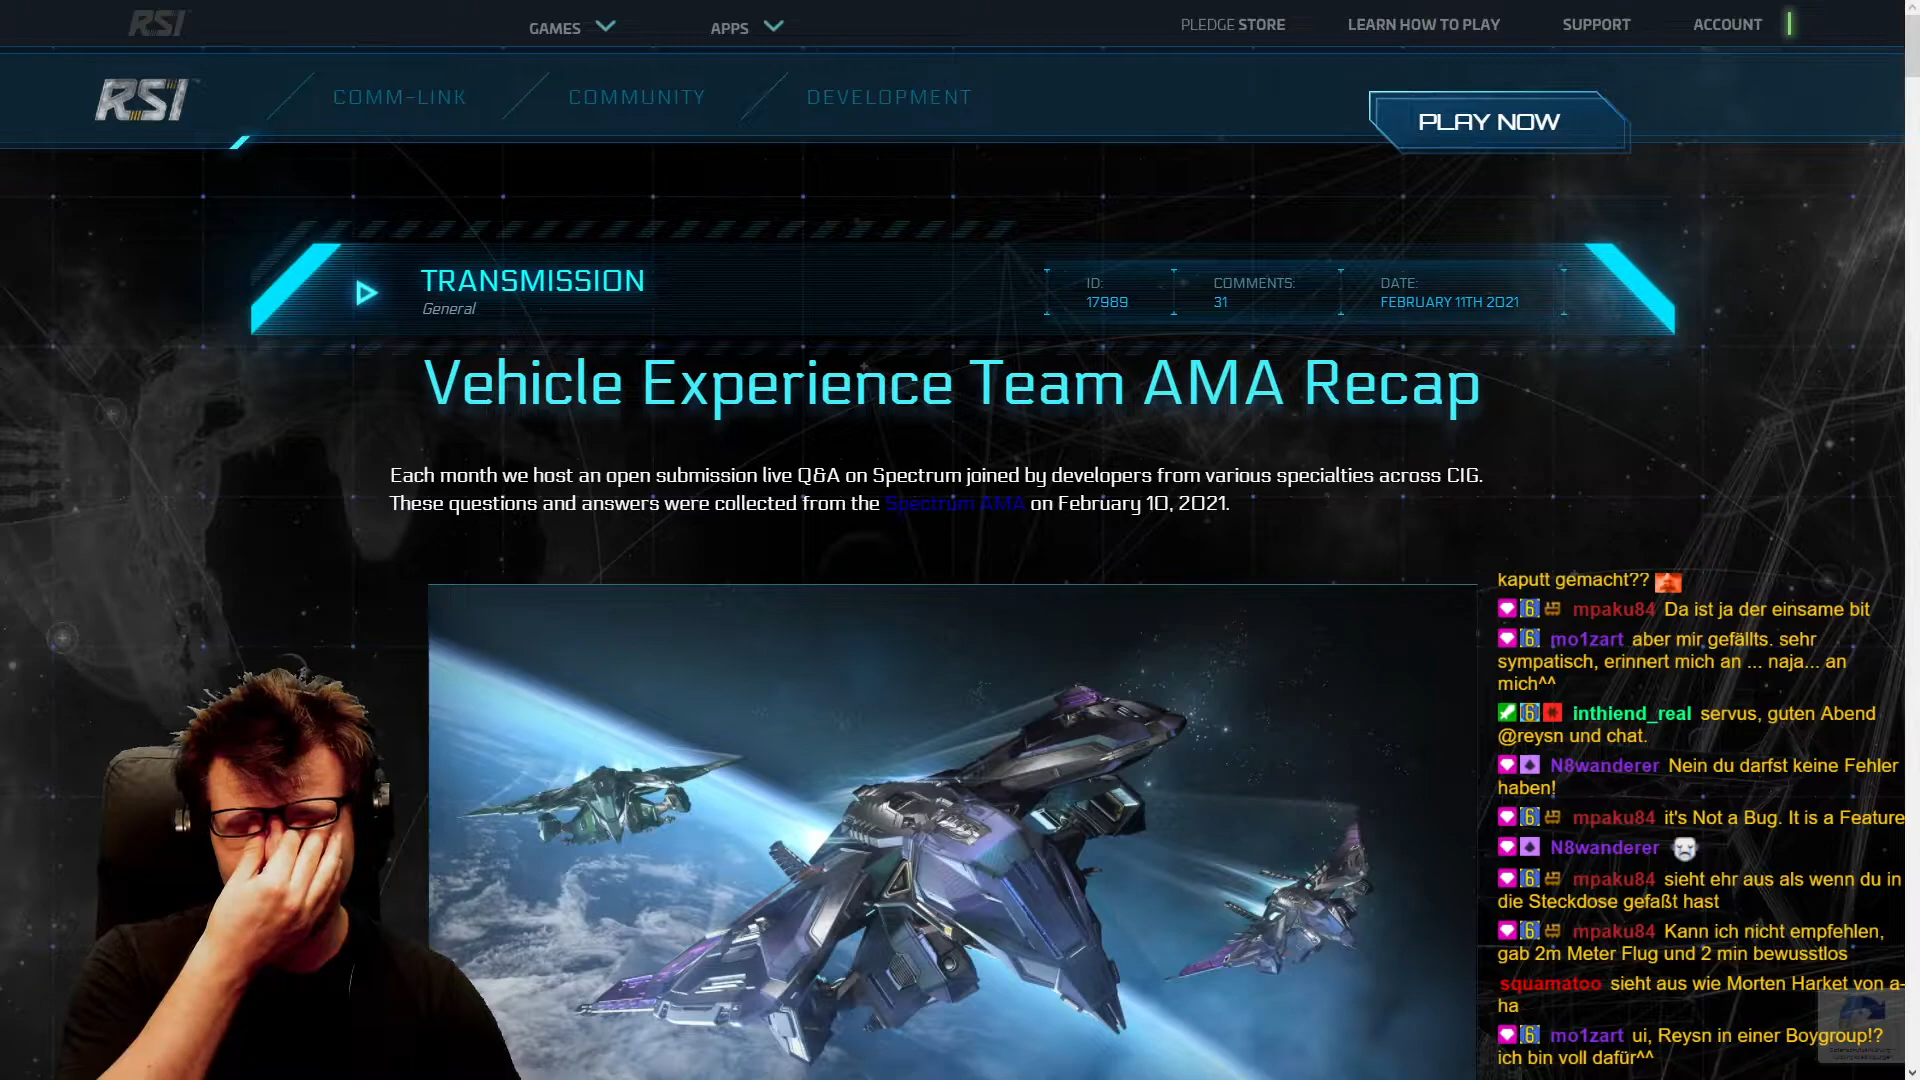 RSI
GAMES
APPS
PLEDGE STORE
LEARN HOW TO PLAY
SUPPORT
ACCOUNT
RSI
COMM-LINK
COMMUNITY
DEVELOPMENT
PLAY NOW
TRANSMISSION
General
ID:
17989
COMMENTS:
31
DATE:
FEBRUARY 11TH 2021
Vehicle Experience Team AMA Recap
Each month we host an open submission live Q&A on Spectrum joined by developers from various specialties across CIG.
These questions and answers were collected from the Spectrum AMA on February 10, 2021.
kaputt gemacht??
6 mpaku84 Da ist ja der einsame bit
6 mo1zart aber mir gefällts. sehr
sympatisch, erinnert mich an ... naja... an
mich^^
6 inthiend_real servus, guten Abend
@reysn und chat.
N8wanderer Nein du darfst keine Fehler
haben!
6 mpaku84 it's Not a Bug. It is a Feature
N8wanderer
6 mpaku84 sieht ehr aus als wenn du in
die Steckdose gefaßt hast
6 mpaku84 Kann ich nicht empfehlen,
gab 2m Meter Flug und 2 min bewusstlos
squamatoo sieht aus wie Morten Harket von a-
ha
6 mo1zart ui, Reysn in einer Boygroup!?
ich bin voll dafür^^